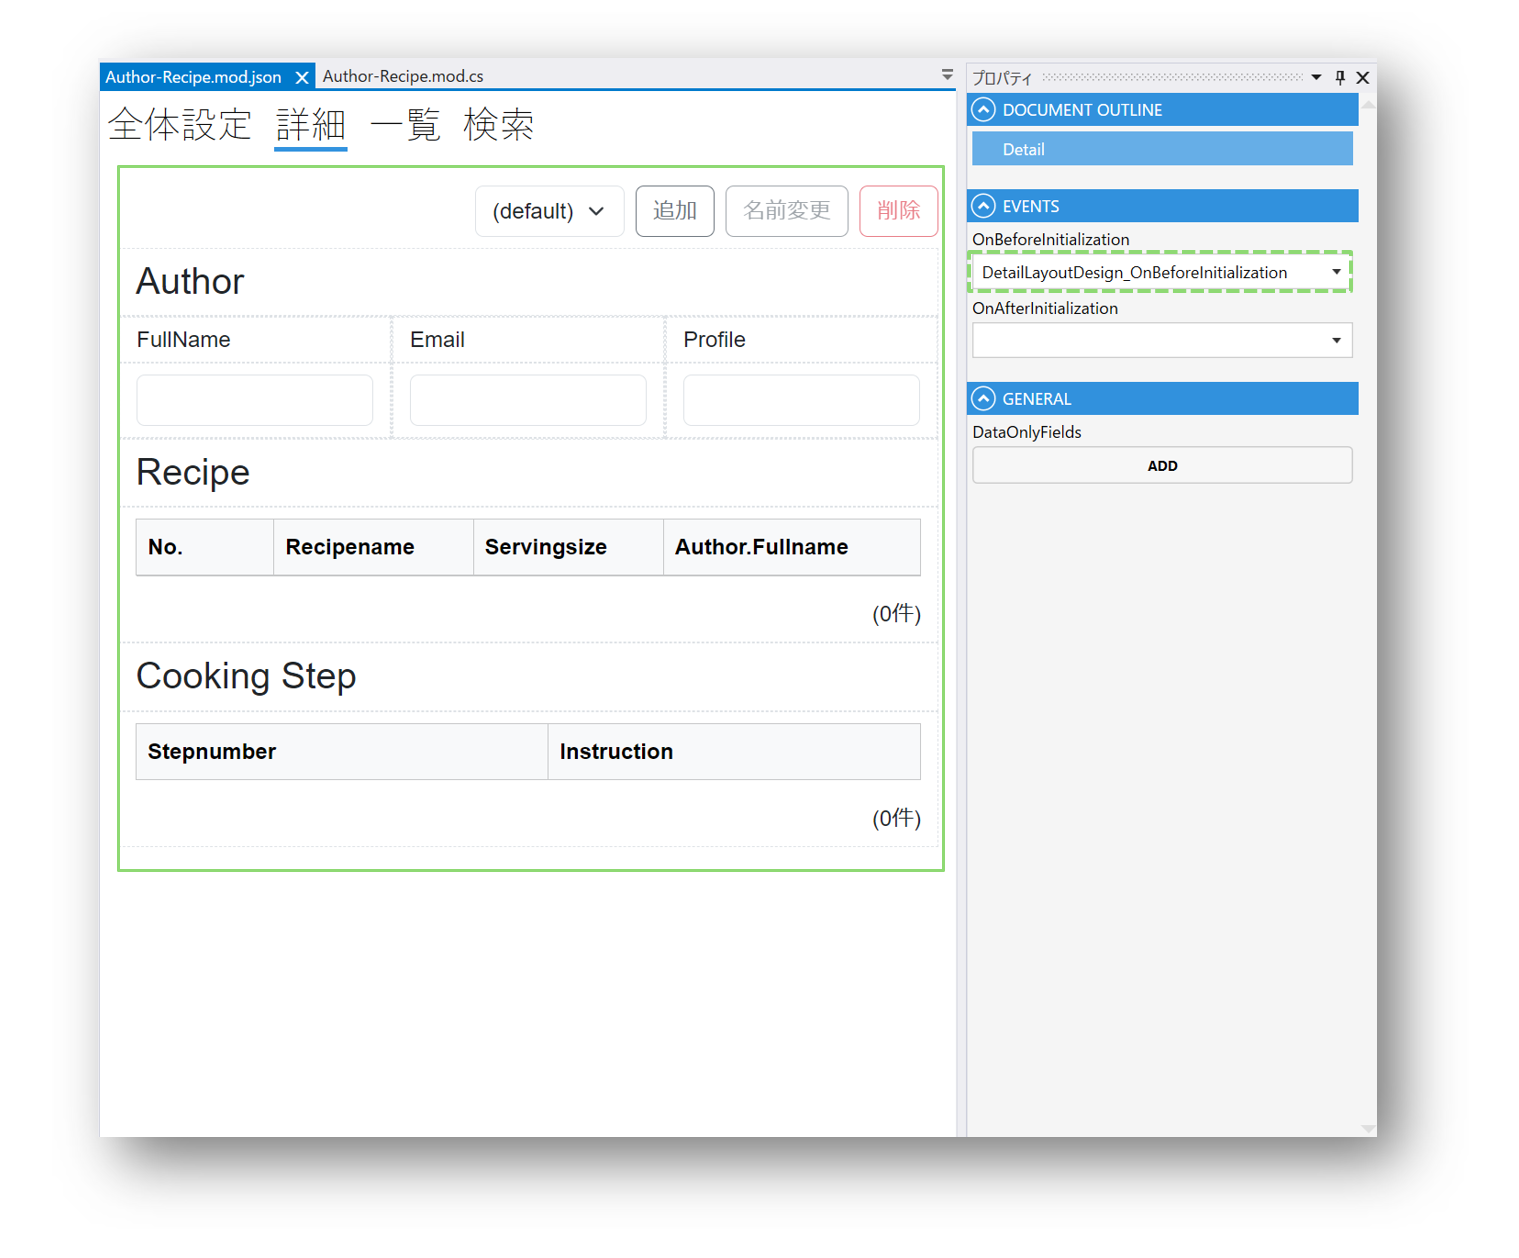 Author-Recipe.mod.json
Author-Recipe.mod.cs
全体設定 詳細 一覧 検索
(default) 追加 名前変更 削除
Author
FullName Email Profile
Recipe
No. Recipename Servingsize Author.Fullname
(0件)
Cooking Step
Stepnumber Instruction
(0件)
プロパティ
DOCUMENT OUTLINE
Detail
EVENTS
OnBeforeInitialization
DetailLayoutDesign_OnBeforeInitialization
OnAfterInitialization
GENERAL
DataOnlyFields
ADD